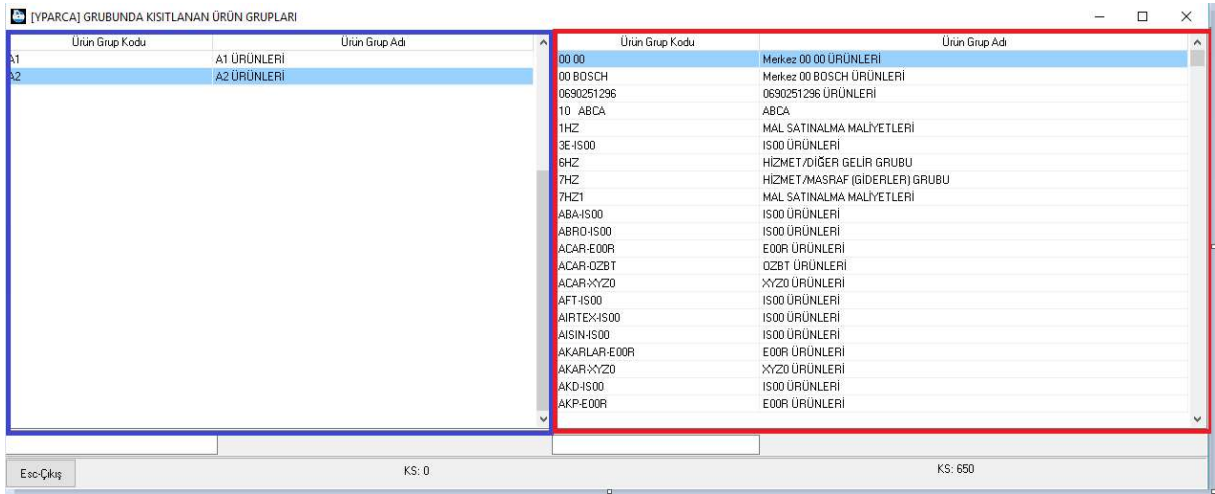 [YPARCA] GRUBUNDA KISITLANAN ÜRÜN GRUPLARI
Ürün Grup Kodu Ürün Grup Adı
A1 A1 ÜRÜNLERİ
A2 A2 ÜRÜNLERİ
Ürün Grup Kodu Ürün Grup Adı
00 00 Merkez 00 00 ÜRÜNLERİ
00 BOSCH Merkez 00 BOSCH ÜRÜNLERİ
0690251296 0690251296 ÜRÜNLERİ
10 ABCA ABCA
1HZ MAL SATINALMA MALİYETLERİ
3E-IS00 IS00 ÜRÜNLERİ
6HZ HİZMET/DİĞER GELİR GRUBU
7HZ HİZMET/MASRAF (GİDERLER) GRUBU
7HZ1 MAL SATINALMA MALİYETLERİ
ABA-IS00 IS00 ÜRÜNLERİ
ABRO-IS00 IS00 ÜRÜNLERİ
ACAR-E00R E00R ÜRÜNLERİ
ACAR-OZBT OZBT ÜRÜNLERİ
ACAR-XYZ0 XYZ0 ÜRÜNLERİ
AFT-IS00 IS00 ÜRÜNLERİ
AIRTEX-IS00 IS00 ÜRÜNLERİ
AISIN-IS00 IS00 ÜRÜNLERİ
AKARLAR-E00R E00R ÜRÜNLERİ
AKAR-XYZ0 XYZ0 ÜRÜNLERİ
AKD-IS00 IS00 ÜRÜNLERİ
AKP-E00R E00R ÜRÜNLERİ
Esc-Çıkış KS: 0 KS: 650